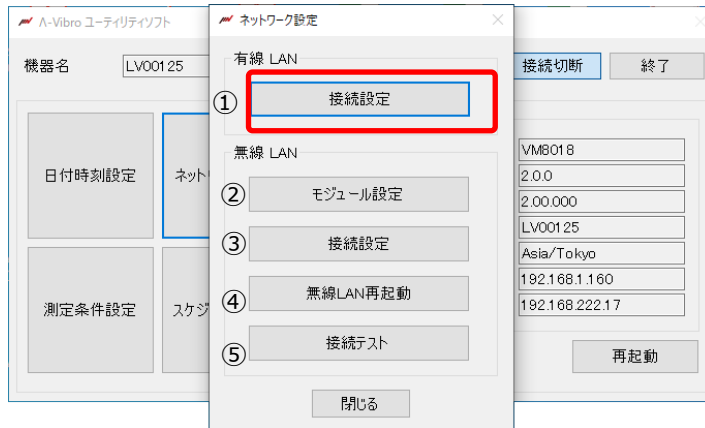 Λ-Vibro ユーティリティソフト
機器名 LV00125
接続切断 終了
日付時刻設定
ネット
測定条件設定
スケジ
VM8018
2.0.0
2.00.000
LV00125
Asia/Tokyo
192.168.1.160
192.168.222.17
再起動
ネットワーク設定
有線 LAN
① 接続設定
無線 LAN
② モジュール設定
③ 接続設定
④ 無線LAN再起動
⑤ 接続テスト
閉じる